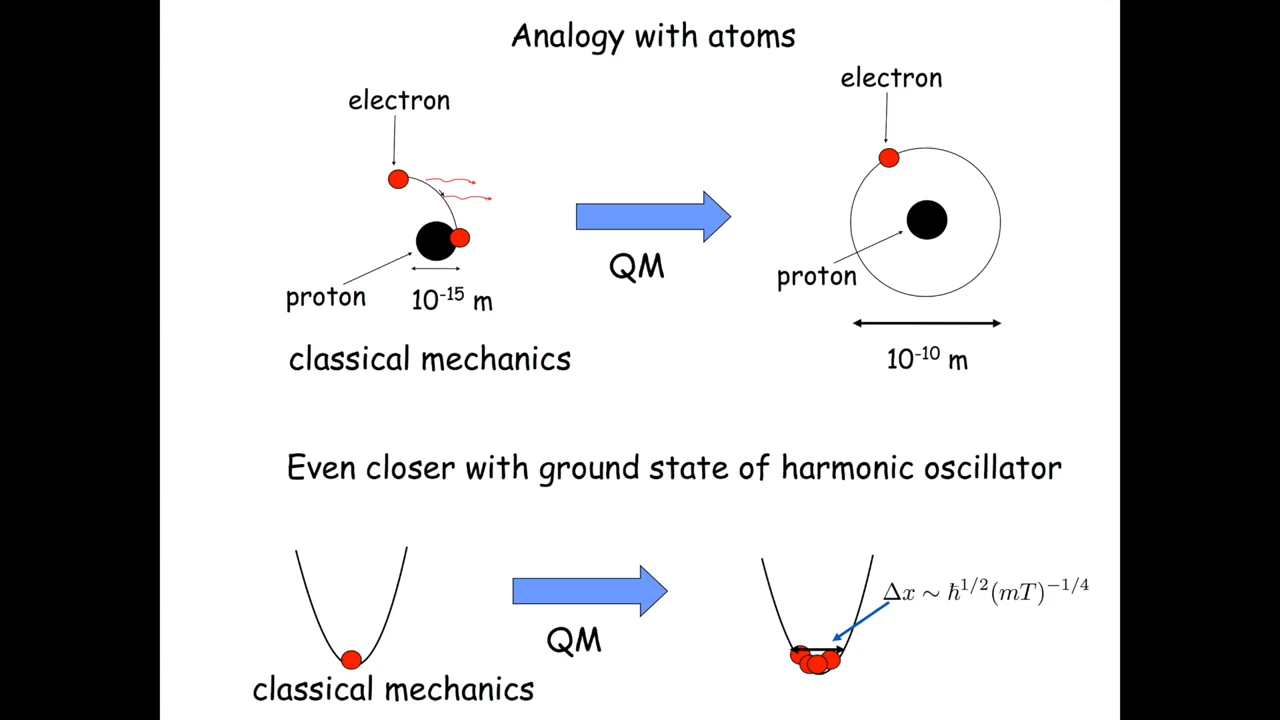 Analogy with atoms
electron
electron
proton
10⁻¹⁵ m
QM
proton
10⁻¹⁰ m
classical mechanics
Even closer with ground state of harmonic oscillator
QM
Δx ∼ ℏ^{1/2}(mT)^{−1/4}
classical mechanics